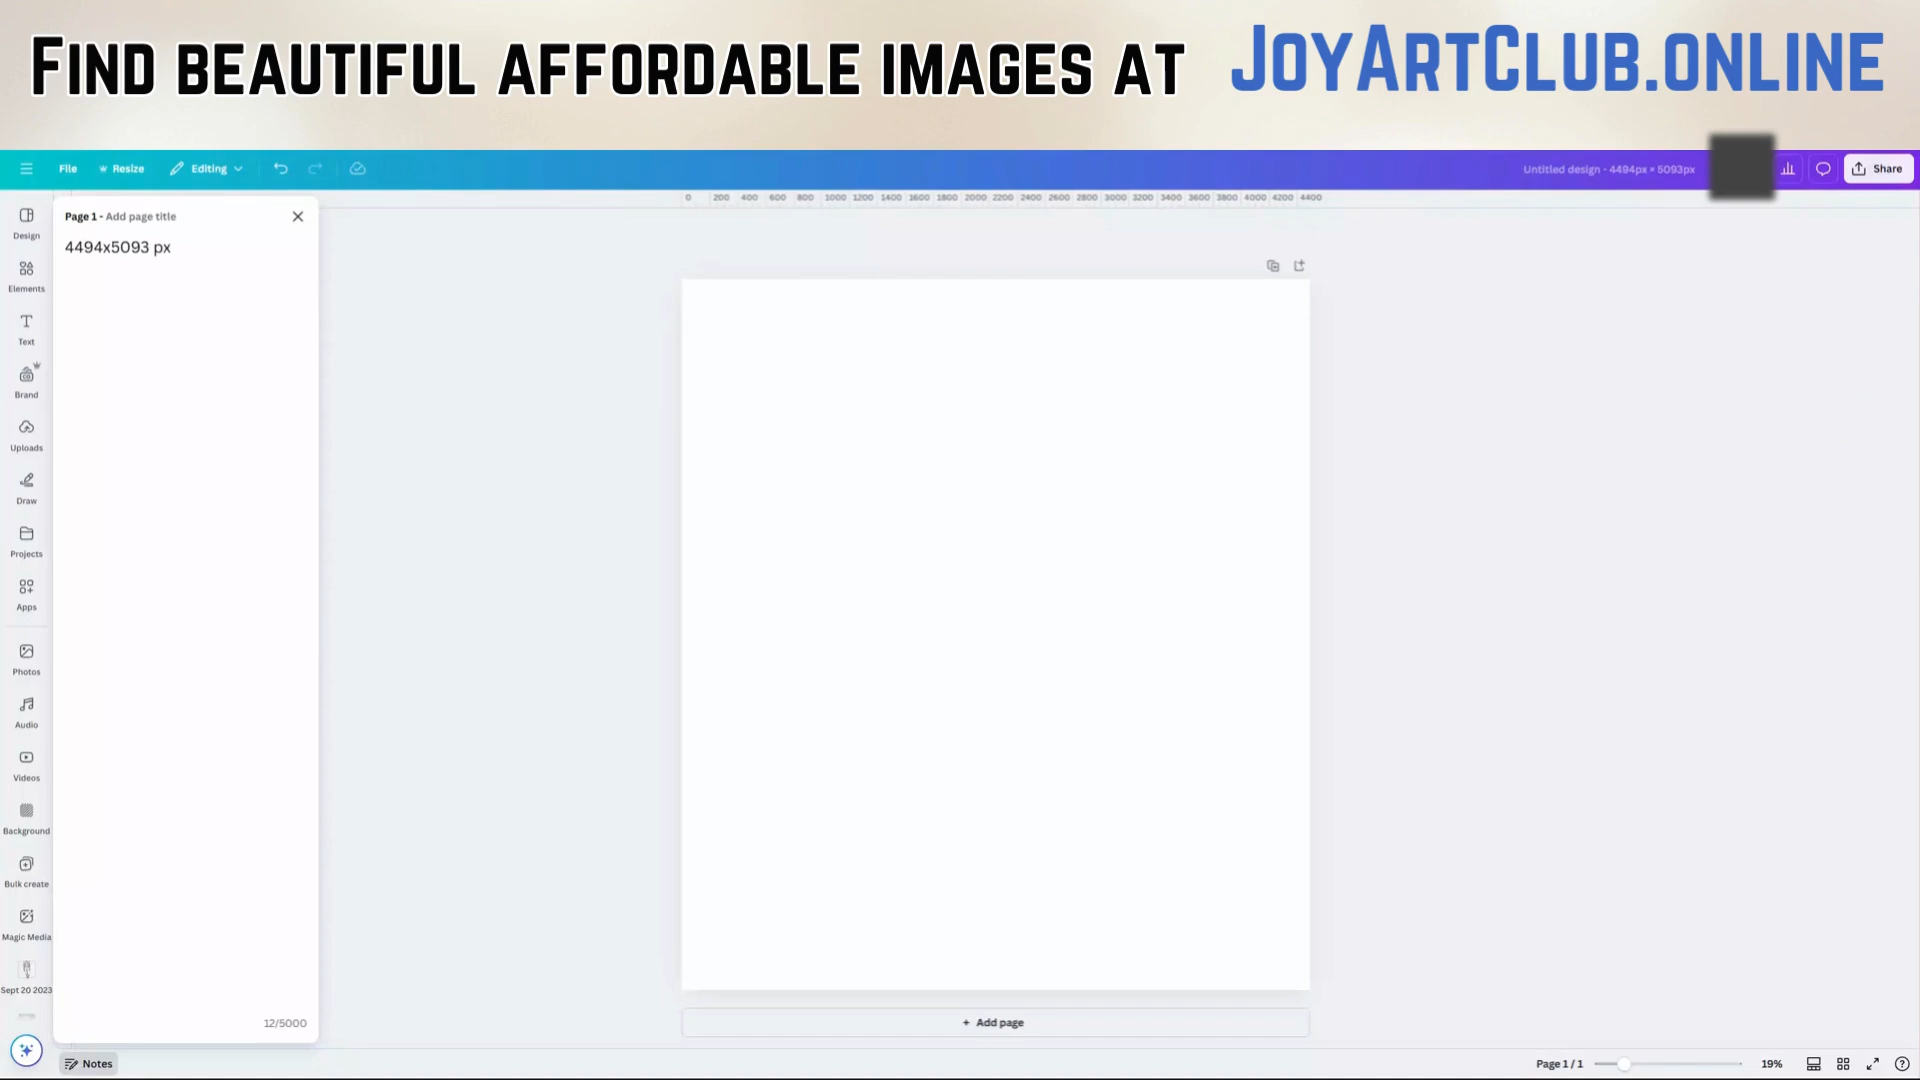 Find beautiful affordable images at JoyArtClub.online
File Resize Editing Untitled design - 4494px × 5093px Share
0 200 400 600 800 1000 1200 1400 1600 1800 2000 2200 2400 2600 2800 3000 3200 3400 3600 3800 4000 4200 4400
Page 1 - Add page title
4494x5093 px
Design
Elements
Text
Brand
Uploads
Draw
Projects
Apps
Photos
Audio
Videos
Background
Bulk create
Magic Media
Sept 20 2023
12/5000
+ Add page
Notes
Page 1 / 1 19%